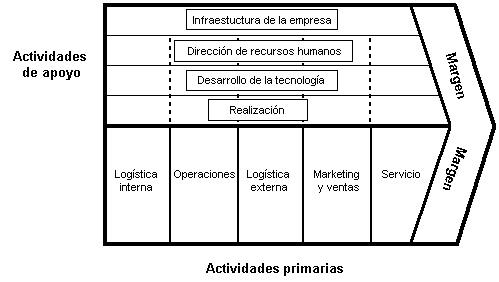 Infraestuctura de la empresa
Dirección de recursos humanos
Desarrollo de la tecnología
Realización
Actividades
de apoyo
Margen
Margen
Logística
interna
Operaciones
Logística
externa
Marketing
y ventas
Servicio
Actividades primarias